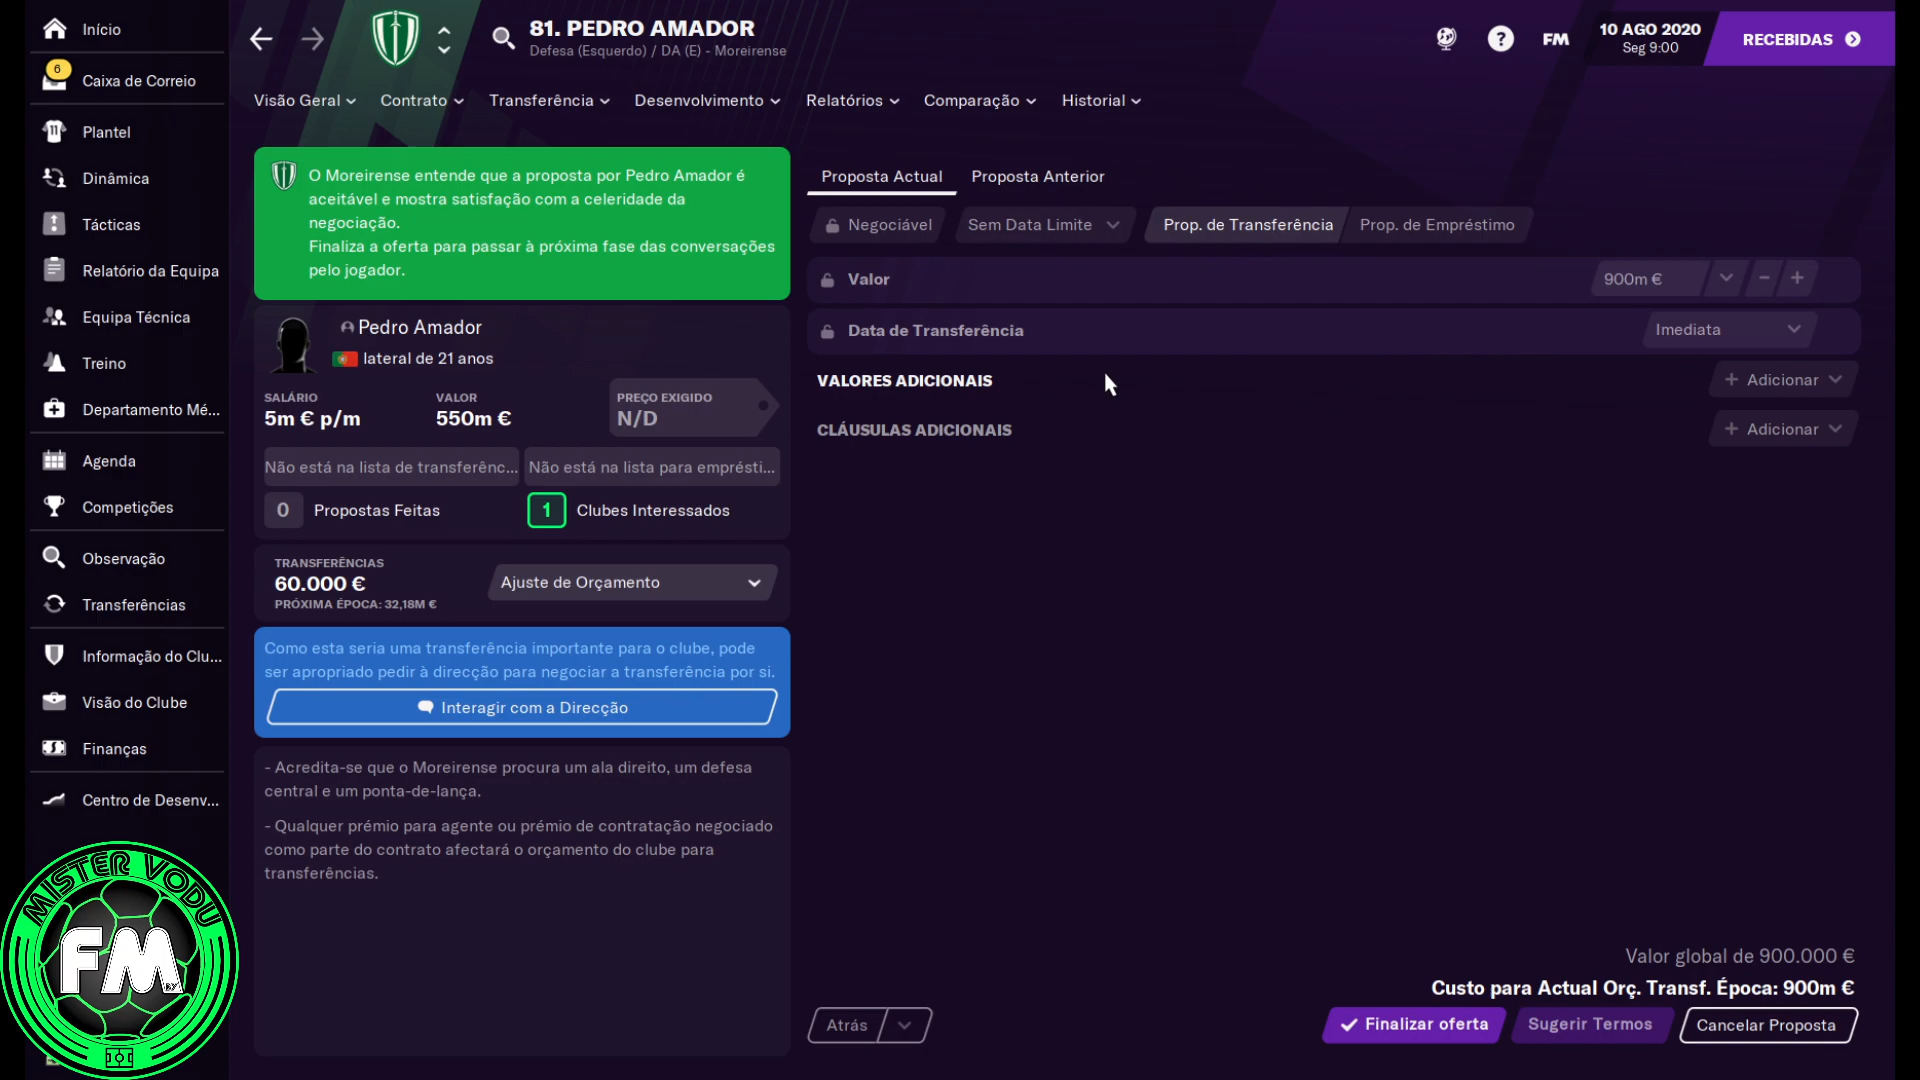 Início
Caixa de Correio
6
Plantel
11
Dinâmica
Tácticas
Relatório da Equipa
Equipa Técnica
Treino
Departamento Mé...
Agenda
Competições
Observação
Transferências
Informação do Clu...
Visão do Clube
Finanças
Centro de Desenv...
MISTER VODU
FM
BY
81. PEDRO AMADOR
Defesa (Esquerdo) / DA (E) - Moreirense
FM
10 AGO 2020
Seg 9:00
RECEBIDAS
Visão Geral
Contrato
Transferência
Desenvolvimento
Relatórios
Comparação
Historial
O Moreirense entende que a proposta por Pedro Amador é
aceitável e mostra satisfação com a celeridade da
negociação.
Finaliza a oferta para passar à próxima fase das conversações
pelo jogador.
Pedro Amador
lateral de 21 anos
SALÁRIO
5m € p/m
VALOR
550m €
PREÇO EXIGIDO
N/D
Não está na lista de transferênc...
Não está na lista para emprésti...
0 Propostas Feitas
1 Clubes Interessados
TRANSFERÊNCIAS
60.000 €
PRÓXIMA ÉPOCA: 32,18M €
Ajuste de Orçamento
Como esta seria uma transferência importante para o clube, pode
ser apropriado pedir à direcção para negociar a transferência por si.
Interagir com a Direcção
- Acredita-se que o Moreirense procura um ala direito, um defesa
central e um ponta-de-lança.
- Qualquer prémio para agente ou prémio de contratação negociado
como parte do contrato afectará o orçamento do clube para
transferências.
Proposta Actual
Proposta Anterior
Negociável
Sem Data Limite
Prop. de Transferência
Prop. de Empréstimo
Valor
900m €
Data de Transferência
Imediata
VALORES ADICIONAIS
+ Adicionar
CLÁUSULAS ADICIONAIS
+ Adicionar
Valor global de 900.000 €
Custo para Actual Orç. Transf. Época: 900m €
Atrás
Finalizar oferta
Sugerir Termos
Cancelar Proposta